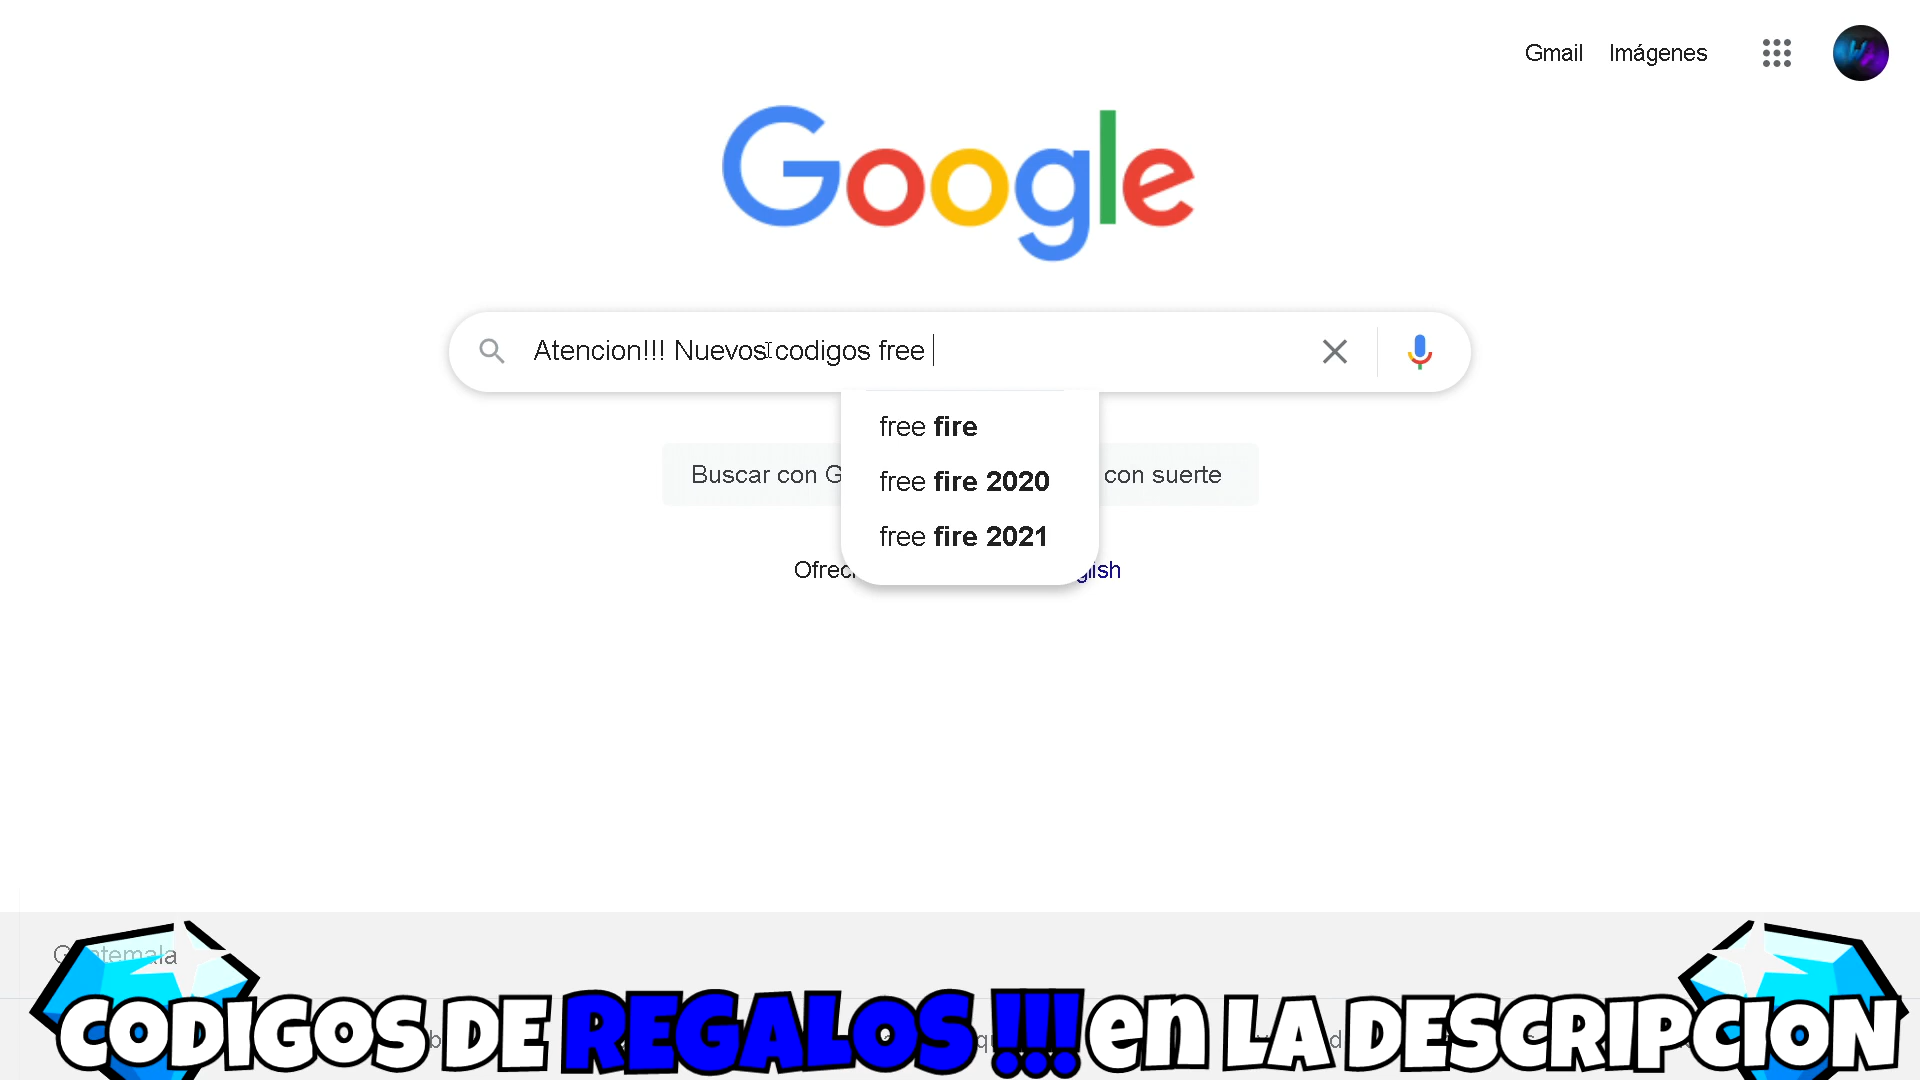 Gmail Imágenes
Google
Atencion!!! Nuevos codigos free
free fire
Buscar con G con suerte
free fire 2020
free fire 2021
Ofrec glish
Guatemala
CODIGOS DE REGALOS !!! en LA DESCRIPCION